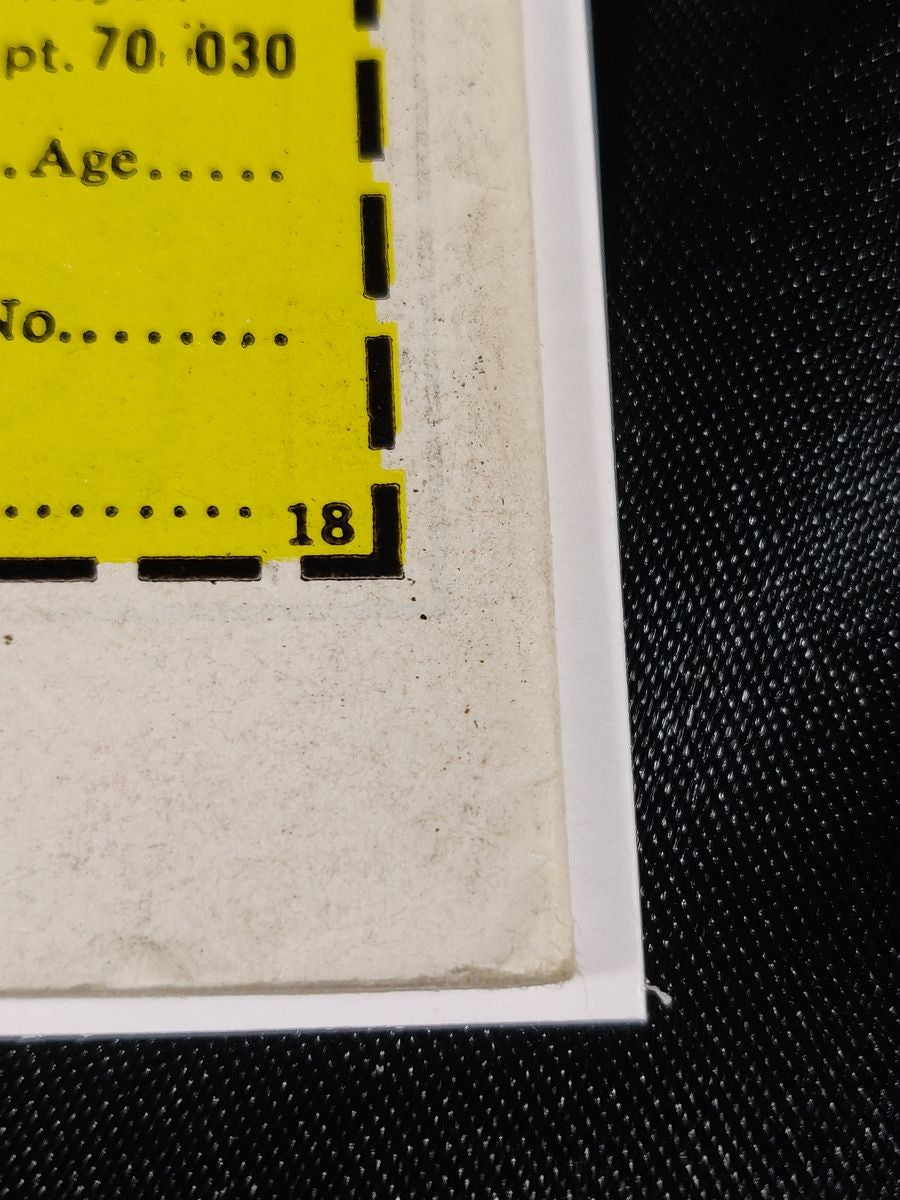 pt. 70 030
. Age.....
No........
........
18